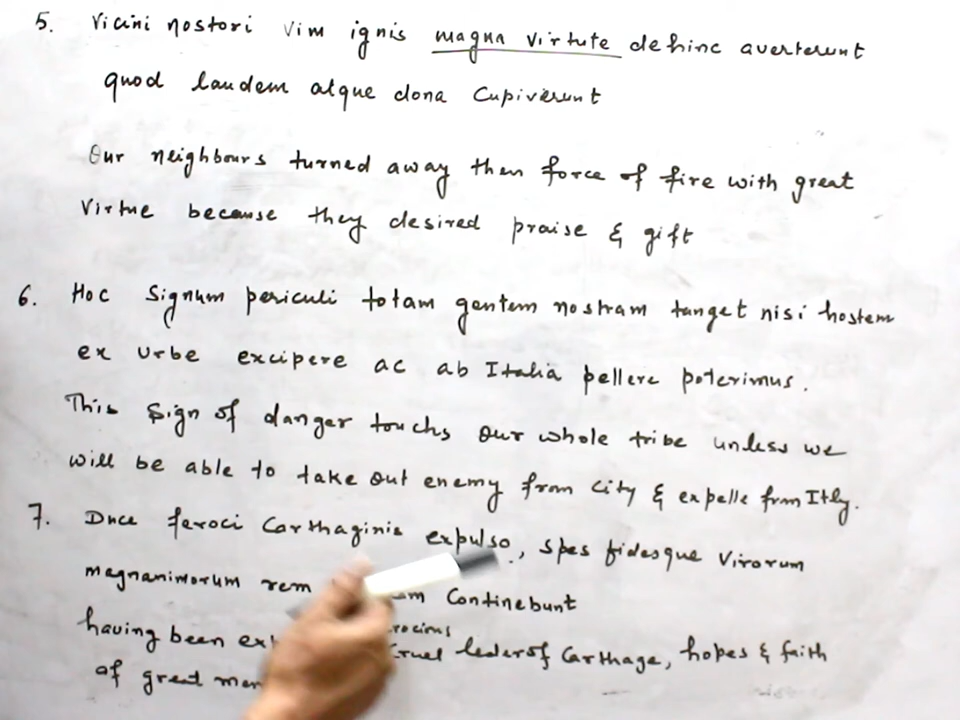 5. Vicini nostori vim ignis magna virtute dehinc averterunt
quod laudem atque dona cupiverunt
Our neighbours turned away then force of fire with great
virtue because they desired praise & gift
6. Hoc signum periculi totam gentem nostram tanget nisi hostem
ex urbe excipere ac ab Italia pellere poterimus.
This sign of danger touchs our whole tribe unless we
will be able to take out enemy from city & expelle from Itly.
7. Duce feroci Carthaginis expulso, spes fidesque virorum
magnanimorum rem continebunt
having been leder of Carthage, hopes & faith
of great men